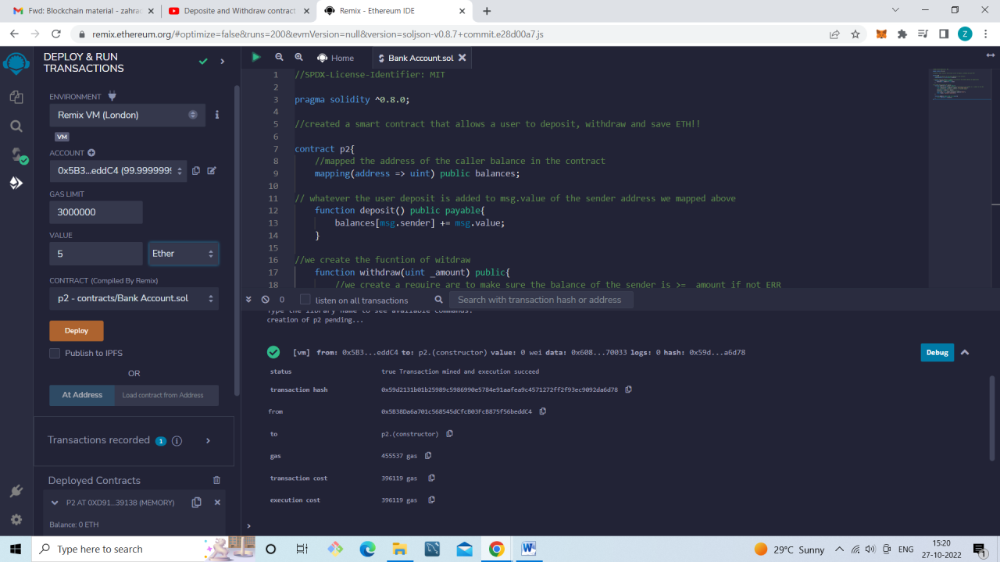 Fwd: Blockchain material - zahra
Deposite and Withdraw contract
Remix - Ethereum IDE
remix.ethereum.org/#optimize=false&runs=200&evmVersion=null&version=soljson-v0.8.7+commit.e28d00a7.js
Z
DEPLOY & RUN
TRANSACTIONS
ENVIRONMENT
Remix VM (London)
VM
ACCOUNT
0x5B3...eddC4 (99.9999999
GAS LIMIT
3000000
VALUE
5 Ether
CONTRACT (Compiled By Remix)
p2 - contracts/Bank Account.sol
Deploy
Publish to IPFS
OR
At Address Load contract from Address
Transactions recorded 1
Deployed Contracts
P2 AT 0XD91...39138 (MEMORY)
Balance: 0 ETH
Home Bank Account.sol
1 //SPDX-License-Identifier: MIT
2
3 pragma solidity ^0.8.0;
4
5 //created a smart contract that allows a user to deposit, withdraw and save ETH!!
6
7 contract p2{
8 //mapped the address of the caller balance in the contract
9 mapping(address => uint) public balances;
10
11 // whatever the user deposit is added to msg.value of the sender address we mapped above
12 function deposit() public payable{
13 balances[msg.sender] += msg.value;
14 }
15
16 //we create the fucntion of witdraw
17 function withdraw(uint _amount) public{
18 //we create a require arg to make sure the balance of the sender is >= _amount if not ERR
0 listen on all transactions Search with transaction hash or address
Type the library name to see available commands.
creation of p2 pending...
[vm] from: 0x5B3...eddC4 to: p2.(constructor) value: 0 wei data: 0x608...70033 logs: 0 hash: 0x59d...a6d78 Debug
status true Transaction mined and execution succeed
transaction hash 0x59d2131b01b25989c5986990e5784e91aafea9c4571272ff2f93ec9092da6d78
from 0x5B38Da6a701c568545dCfcB03FcB875f56beddC4
to p2.(constructor)
gas 455537 gas
transaction cost 396119 gas
execution cost 396119 gas
>
Type here to search
29°C Sunny
ENG
15:20
27-10-2022
1